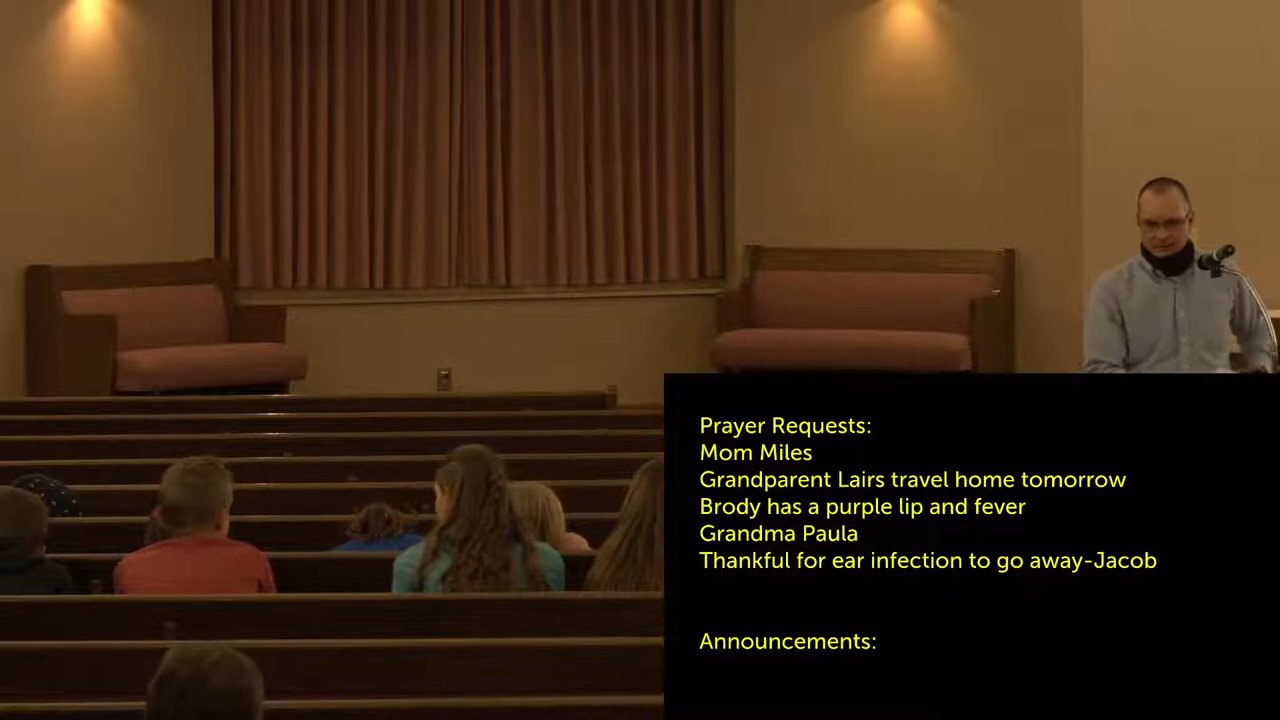 Prayer Requests:
Mom Miles
Grandparent Lairs travel home tomorrow
Brody has a purple lip and fever
Grandma Paula
Thankful for ear infection to go away-Jacob
Announcements: